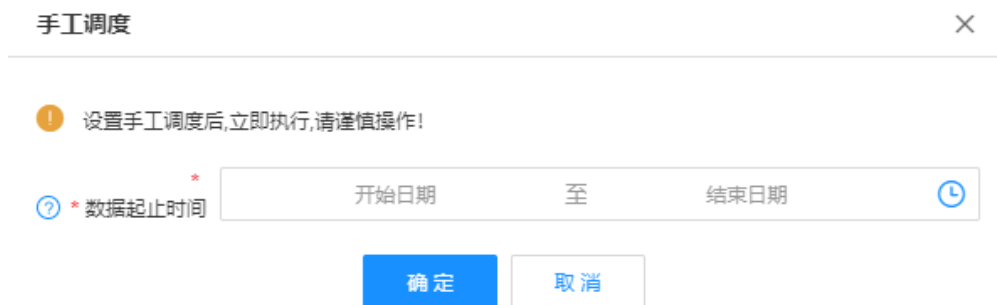 手工调度
设置手工调度后,立即执行,请谨慎操作!
*
* 数据起止时间 开始日期 至 结束日期
确定 取消